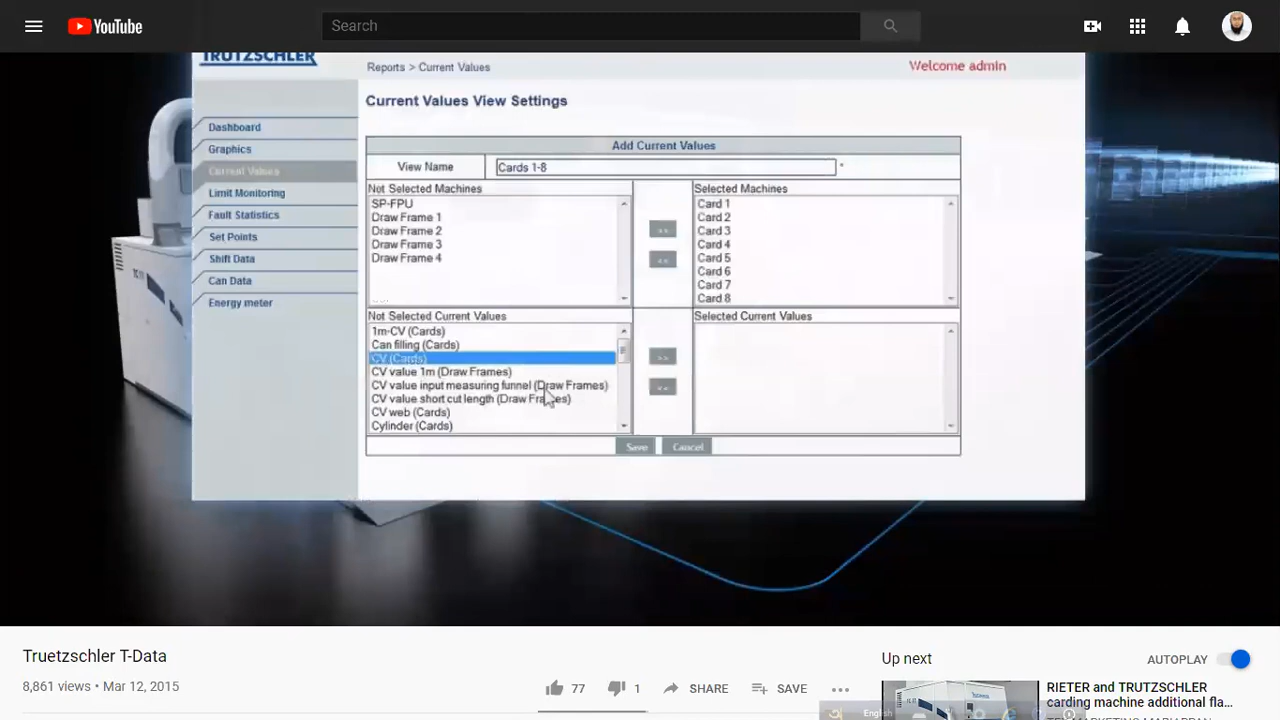 YouTube
Search
TRUTZSCHLER
Reports > Current Values
Welcome admin
Current Values View Settings
Dashboard
Graphics
Current Values
Limit Monitoring
Fault Statistics
Set Points
Shift Data
Can Data
Energy meter
Add Current Values
View Name
Cards 1-8
*
Not Selected Machines
SP-FPU
Draw Frame 1
Draw Frame 2
Draw Frame 3
Draw Frame 4
>>
<<
Selected Machines
Card 1
Card 2
Card 3
Card 4
Card 5
Card 6
Card 7
Card 8
Not Selected Current Values
1m-CV (Cards)
Can filling (Cards)
CV (Cards)
CV value 1m (Draw Frames)
CV value input measuring funnel (Draw Frames)
CV value short cut length (Draw Frames)
CV web (Cards)
Cylinder (Cards)
>>
<<
Selected Current Values
Save
Cancel
Truetzschler T-Data
8,861 views • Mar 12, 2015
77
1
SHARE
SAVE
Up next
AUTOPLAY
RIETER and TRUTZSCHLER
carding machine additional fla...
English